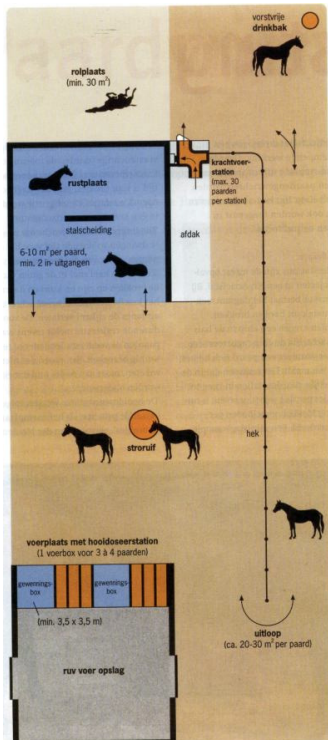 vorstvrije
drinkbak
rolplaats
(min. 30 m²)
krachtvoer-
station
(max. 30
paarden
per station)
rustplaats
stalscheiding
afdak
6-10 m² per paard,
min. 2 in- uitgangen
hek
stroruif
voerplaats met hooidoseerstation
(1 voerbox voor 3 à 4 paarden)
gewennings-
box
gewennings-
box
(min. 3,5 x 3,5 m)
uitloop
(ca. 20-30 m² per paard)
ruv voor opslag